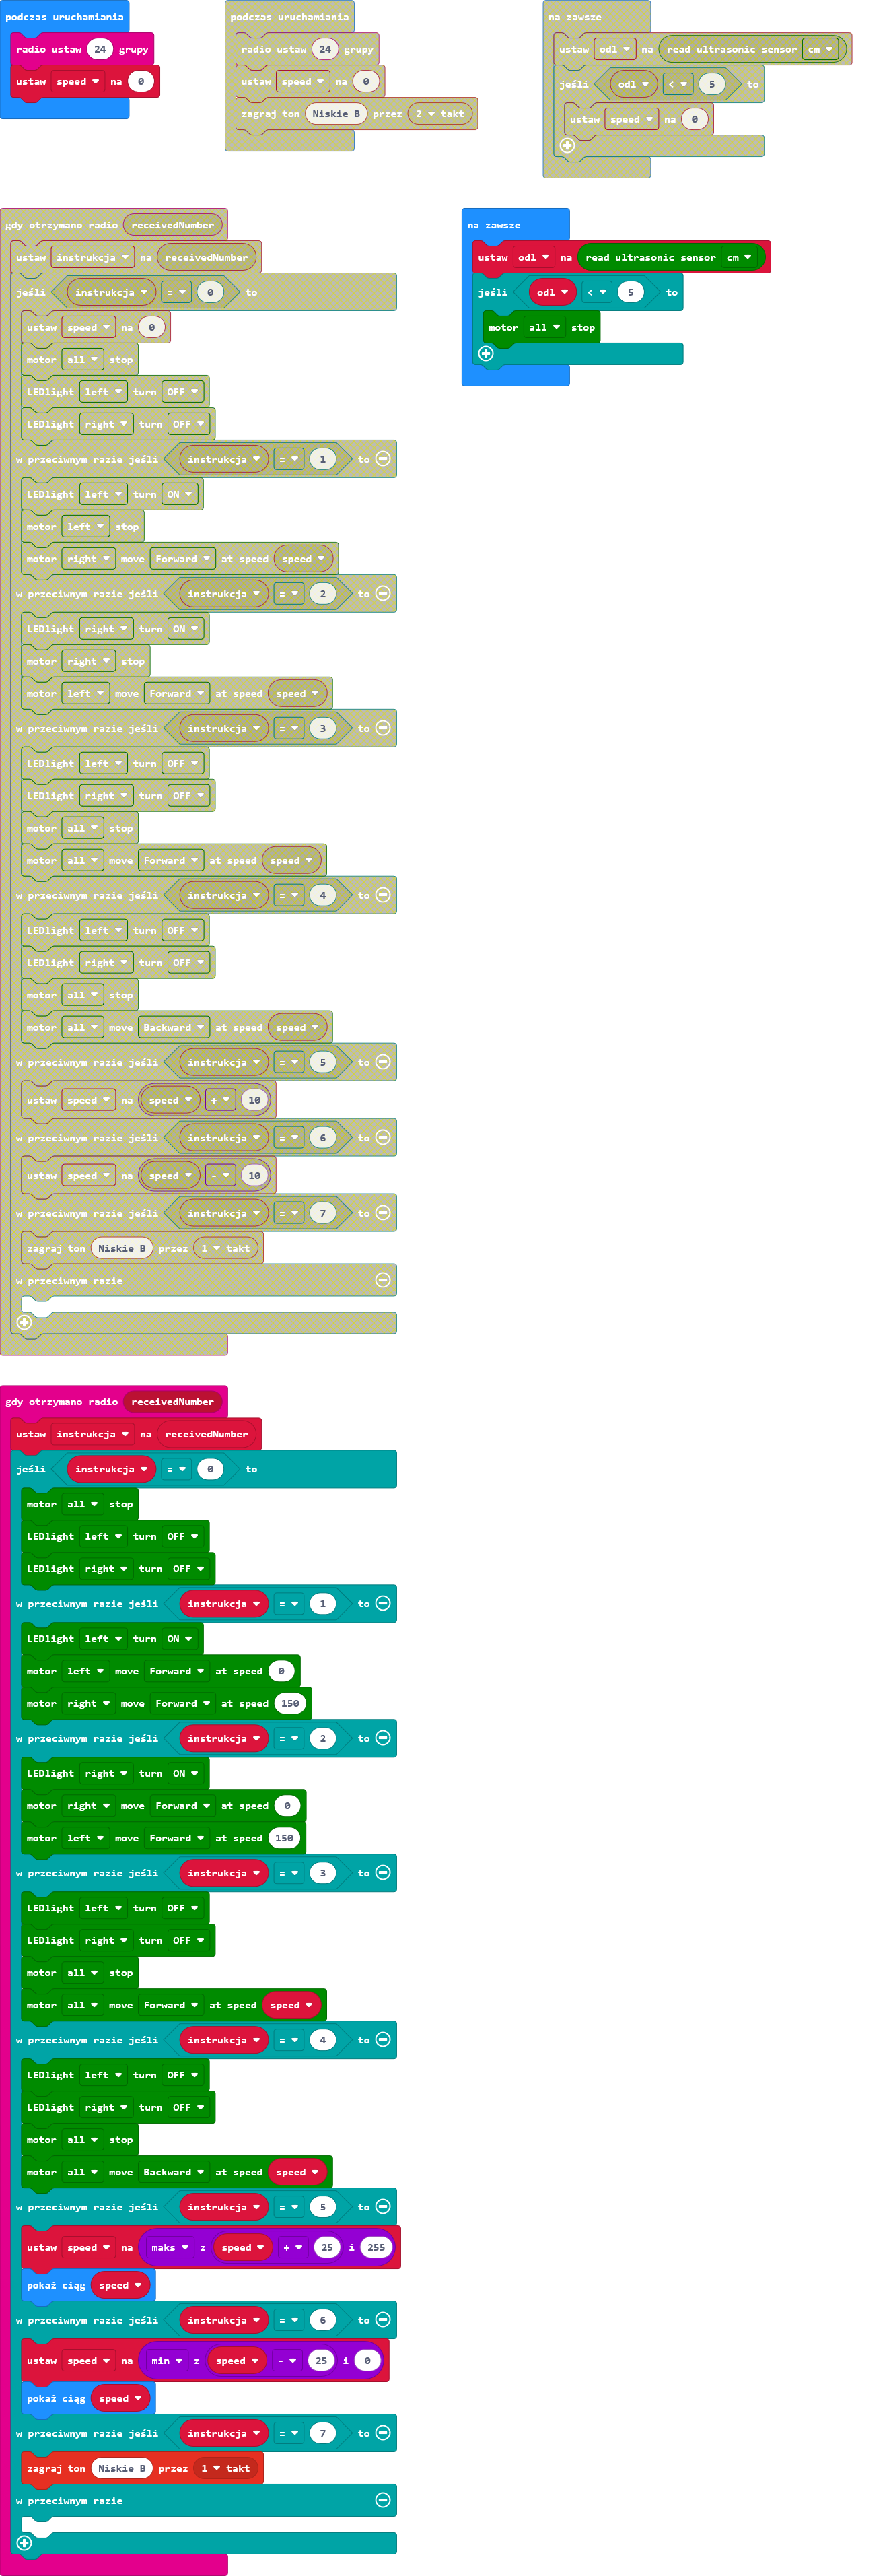 podczas uruchamiania
radio ustaw 24 grupy
ustaw speed na 0
podczas uruchamiania
radio ustaw 24 grupy
ustaw speed na 0
zagraj ton Niskie B przez 2 takt
na zawsze
ustaw odl na read ultrasonic sensor cm
jeśli odl < 5 to
ustaw speed na 0
gdy otrzymano radio receivedNumber
ustaw instrukcja na receivedNumber
jeśli instrukcja = 0 to
ustaw speed na 0
motor all stop
LEDlight left turn OFF
LEDlight right turn OFF
w przeciwnym razie jeśli instrukcja = 1 to
LEDlight left turn ON
motor left stop
motor right move Forward at speed speed
w przeciwnym razie jeśli instrukcja = 2 to
LEDlight right turn ON
motor right stop
motor left move Forward at speed speed
w przeciwnym razie jeśli instrukcja = 3 to
LEDlight left turn OFF
LEDlight right turn OFF
motor all stop
motor all move Forward at speed speed
w przeciwnym razie jeśli instrukcja = 4 to
LEDlight left turn OFF
LEDlight right turn OFF
motor all stop
motor all move Backward at speed speed
w przeciwnym razie jeśli instrukcja = 5 to
ustaw speed na speed + 10
w przeciwnym razie jeśli instrukcja = 6 to
ustaw speed na speed - 10
w przeciwnym razie jeśli instrukcja = 7 to
zagraj ton Niskie B przez 1 takt
w przeciwnym razie
na zawsze
ustaw odl na read ultrasonic sensor cm
jeśli odl < 5 to
motor all stop
gdy otrzymano radio receivedNumber
ustaw instrukcja na receivedNumber
jeśli instrukcja = 0 to
motor all stop
LEDlight left turn OFF
LEDlight right turn OFF
w przeciwnym razie jeśli instrukcja = 1 to
LEDlight left turn ON
motor left move Forward at speed 0
motor right move Forward at speed 150
w przeciwnym razie jeśli instrukcja = 2 to
LEDlight right turn ON
motor right move Forward at speed 0
motor left move Forward at speed 150
w przeciwnym razie jeśli instrukcja = 3 to
LEDlight left turn OFF
LEDlight right turn OFF
motor all stop
motor all move Forward at speed speed
w przeciwnym razie jeśli instrukcja = 4 to
LEDlight left turn OFF
LEDlight right turn OFF
motor all stop
motor all move Backward at speed speed
w przeciwnym razie jeśli instrukcja = 5 to
ustaw speed na maks z speed + 25 i 255
pokaż ciąg speed
w przeciwnym razie jeśli instrukcja = 6 to
ustaw speed na min z speed - 25 i 0
pokaż ciąg speed
w przeciwnym razie jeśli instrukcja = 7 to
zagraj ton Niskie B przez 1 takt
w przeciwnym razie